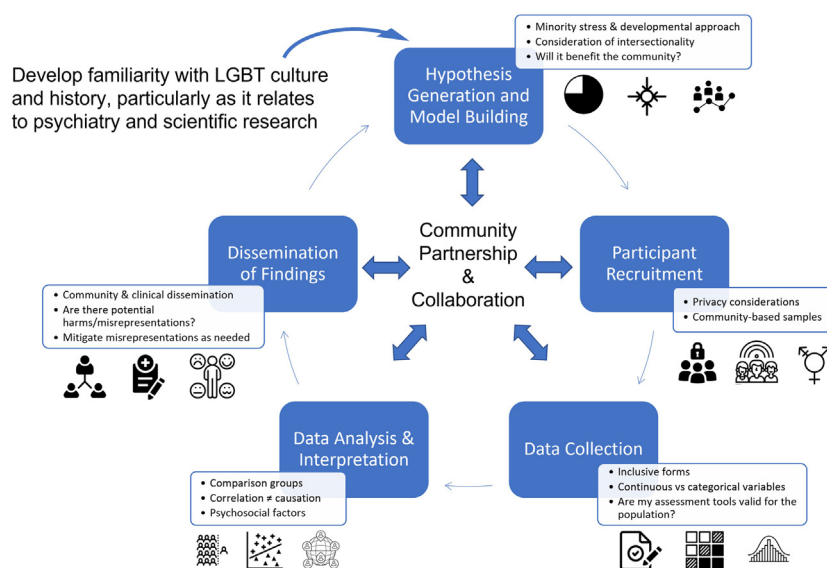 Develop familiarity with LGBT culture
and history, particularly as it relates
to psychiatry and scientific research
Hypothesis
Generation and
Model Building
• Minority stress & developmental approach
• Consideration of intersectionality
• Will it benefit the community?
Community
Partnership
&
Collaboration
Participant
Recruitment
• Privacy considerations
• Community-based samples
Data Collection
• Inclusive forms
• Continuous vs categorical variables
• Are my assessment tools valid for the
population?
Data Analysis &
Interpretation
• Comparison groups
• Correlation ≠ causation
• Psychosocial factors
Dissemination
of Findings
• Community & clinical dissemination
• Are there potential
harms/misrepresentations?
• Mitigate misrepresentations as needed